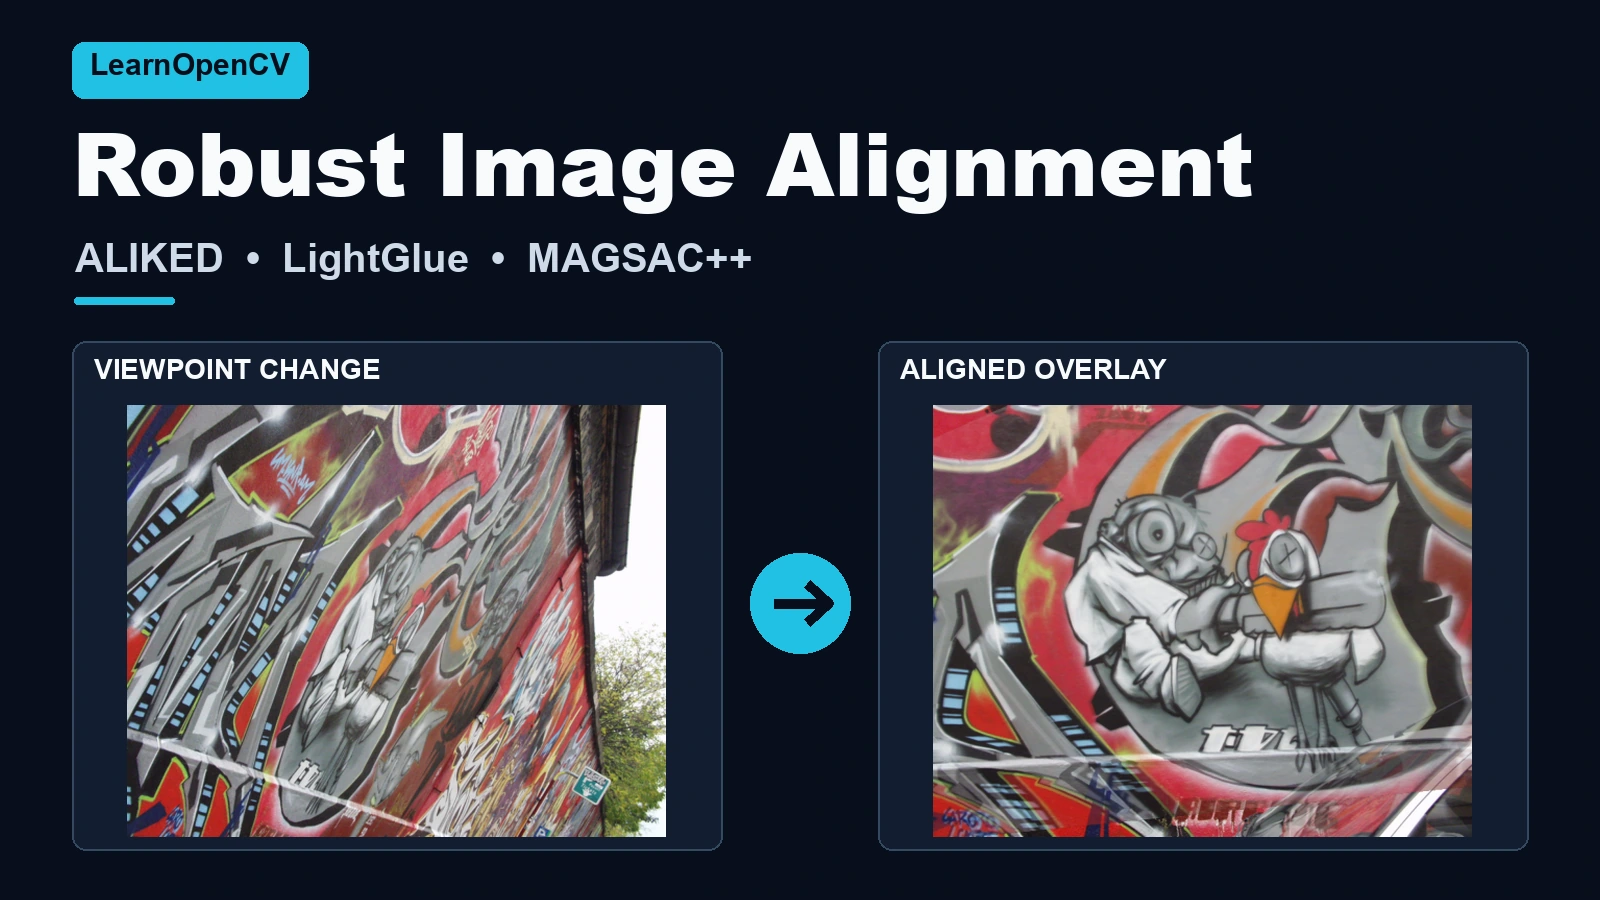 LearnOpenCV
Robust Image Alignment
ALIKED • LightGlue • MAGSAC++
VIEWPOINT CHANGE
ALIGNED OVERLAY